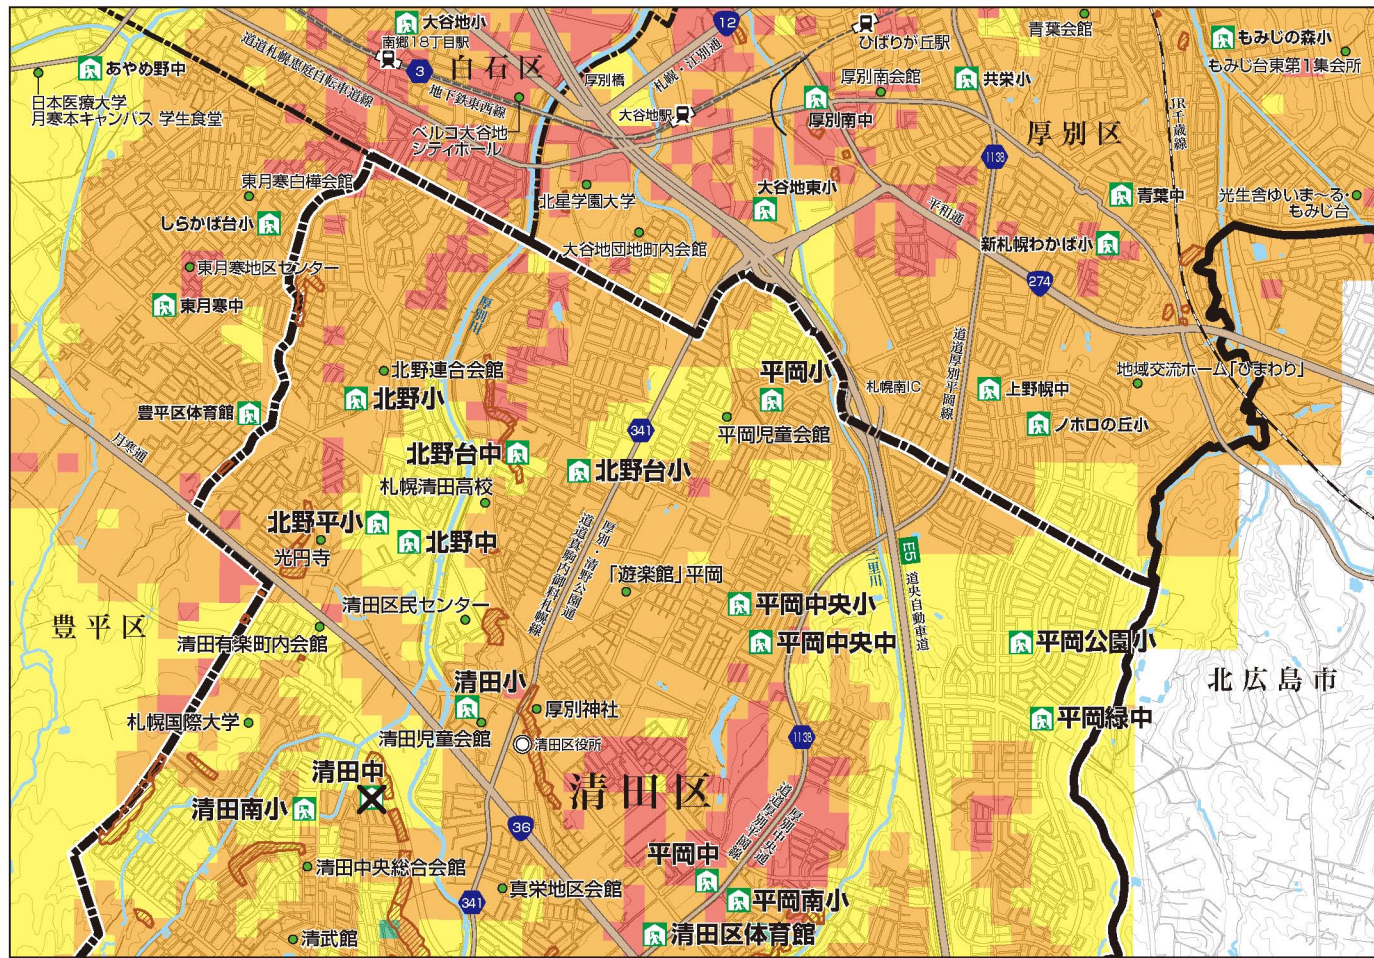 大谷地小
南郷18丁目駅
白石区
12
ひばりが丘駅
青葉会館
もみじの森小
もみじ台東第1集会所
あやめ野中
道道札幌恵庭自転車道線
3
地下鉄東西線
厚別橋
札幌・江別通
厚別南会館
共栄小
JR千歳線
日本医療大学
月寒本キャンパス 学生食堂
大谷地駅
厚別南中
厚別区
ベルコ大谷地
シティホール
1138
東月寒白樺会館
北星学園大学
大谷地東小
平和通
青葉中
光生舎ゆいま～る・
もみじ台
しらかば台小
大谷地団地町内会館
新札幌わかば小
東月寒地区センター
274
東月寒中
厚別川
道道厚別平岡線
北野連合会館
平岡小
札幌南IC
上野幌中
地域交流ホーム「ひまわり」
北野小
豊平区体育館
341
平岡児童会館
ノホロの丘小
月寒通
北野台中
北野台小
札幌清田高校
北野平小
北野中
光円寺
厚別・清野公園通
道道真駒内御料札幌線
E5
道央自動車道
二里川
「遊楽館」平岡
清田区民センター
平岡中央小
豊平区
清田有楽町内会館
平岡中央中
平岡公園小
北広島市
清田小
札幌国際大学
厚別神社
平岡緑中
清田児童会館
清田区役所
1138
清田中
清田区
清田南小
36
厚別中央通
道道厚別平岡線
平岡中
清田中央総合会館
341
真栄地区会館
平岡南小
清武館
清田区体育館